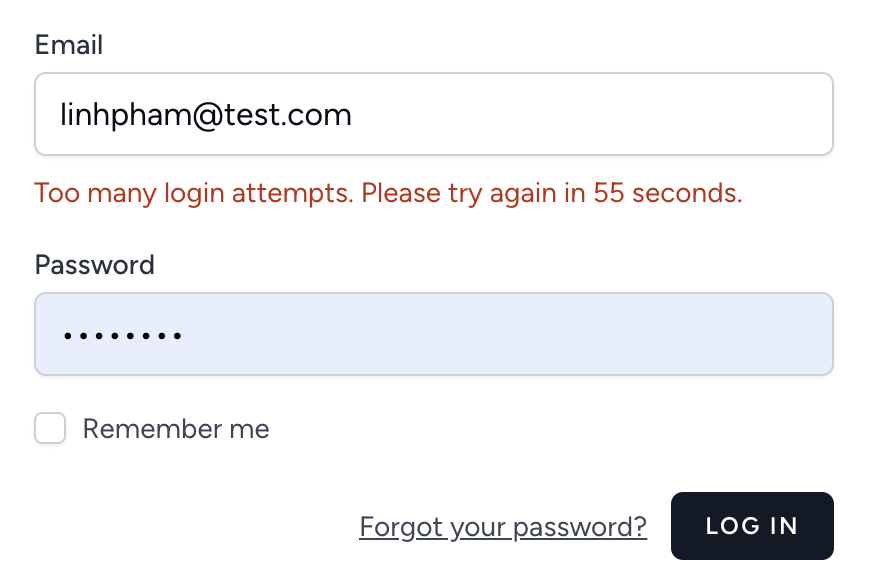 Email
linhpham@test.com
Too many login attempts. Please try again in 55 seconds.
Password
••••••••
Remember me
Forgot your password? LOG IN